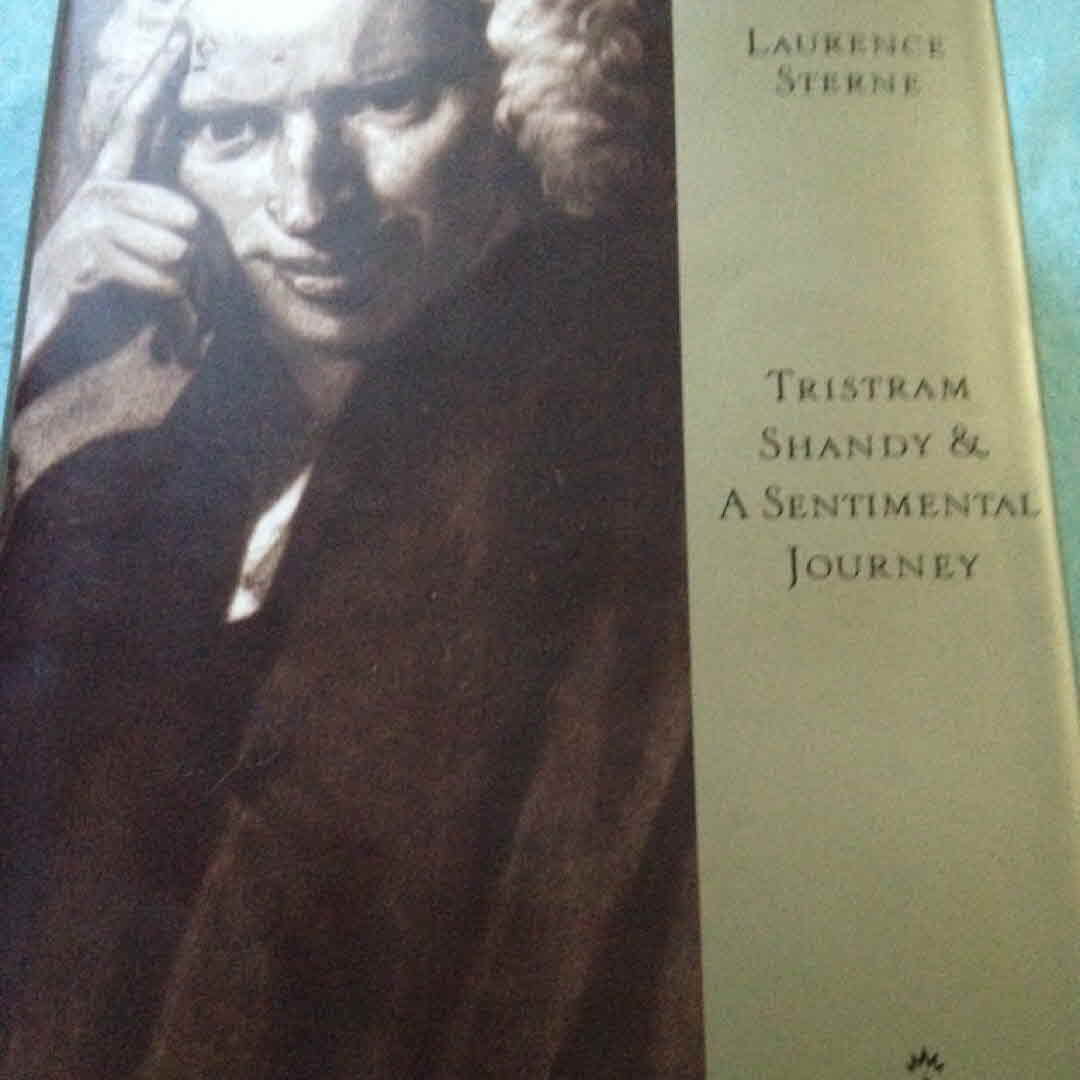 LAURENCE
STERNE
TRISTRAM
SHANDY &
A SENTIMENTAL
JOURNEY